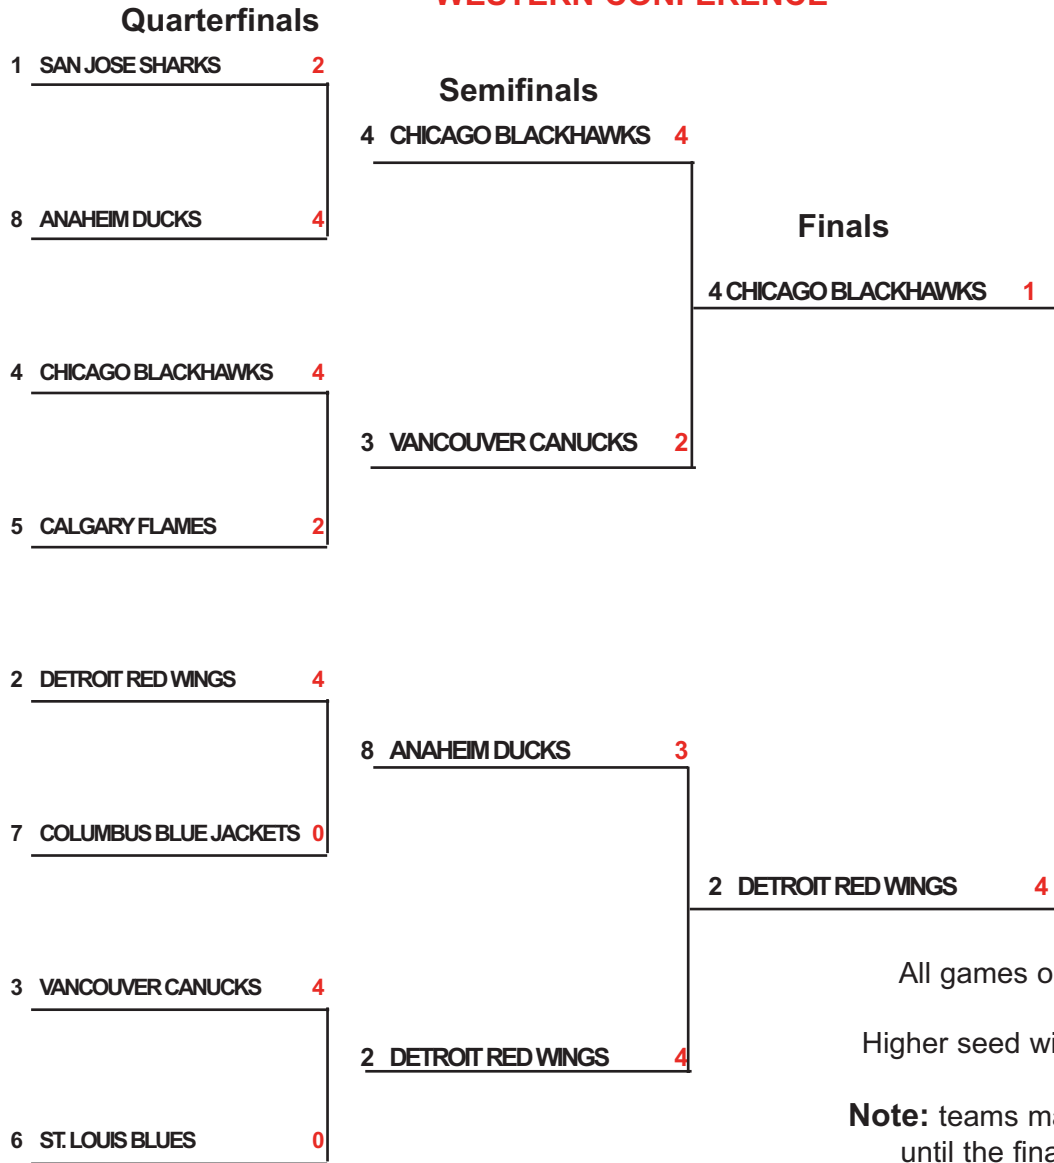 WESTERN CONFERENCE
Quarterfinals
1 SAN JOSE SHARKS 2
8 ANAHEIM DUCKS 4
4 CHICAGO BLACKHAWKS 4
5 CALGARY FLAMES 2
2 DETROIT RED WINGS 4
7 COLUMBUS BLUE JACKETS 0
3 VANCOUVER CANUCKS 4
6 ST. LOUIS BLUES 0
Semifinals
4 CHICAGO BLACKHAWKS 4
3 VANCOUVER CANUCKS 2
8 ANAHEIM DUCKS 3
2 DETROIT RED WINGS 4
Finals
4 CHICAGO BLACKHAWKS 1
2 DETROIT RED WINGS 4
All games o
Higher seed wi
Note: teams ma
until the fina